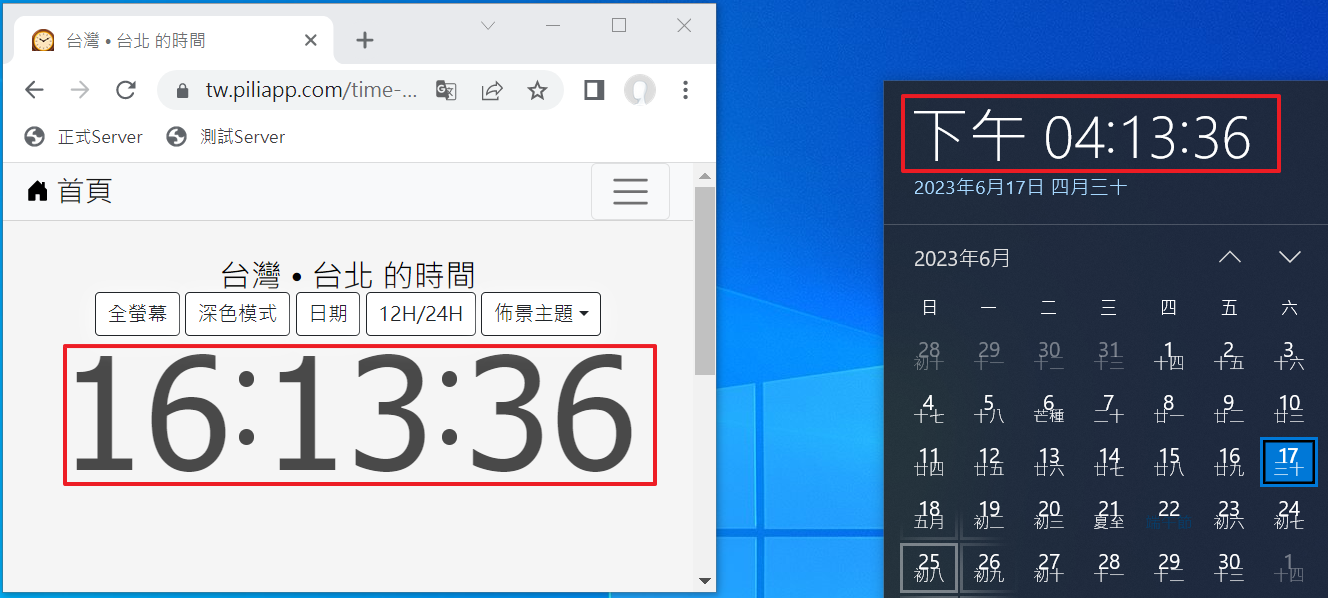 台灣 • 台北 的時間
tw.piliapp.com/time-...
正式Server 測試Server
首頁
台灣 • 台北 的時間
全螢幕 深色模式 日期 12H/24H 佈景主題
16:13:36
下午 04:13:36
2023年6月17日 四月三十
2023年6月
日 一 二 三 四 五 六
28 29 30 31 1 2 3
初十 十一 十二 十三 十四 十五 十六
4 5 6 7 8 9 10
十七 十八 芒種 二十 廿一 廿二 廿三
11 12 13 14 15 16 17
廿四 廿五 廿六 廿七 廿八 廿九 三十
18 19 20 21 22 23 24
五月 初二 初三 夏至 端午節 初六 初七
25 26 27 28 29 30 1
初八 初九 初十 十一 十二 十三 十四